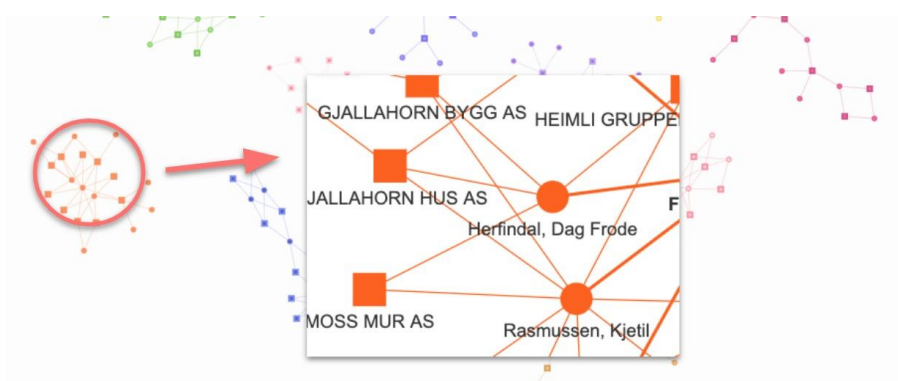 GJALLAHORN BYGG AS
HEIMLI GRUPPE
JALLAHORN HUS AS
F
Herfindal, Dag Frode
MOSS MUR AS
Rasmussen, Kjetil